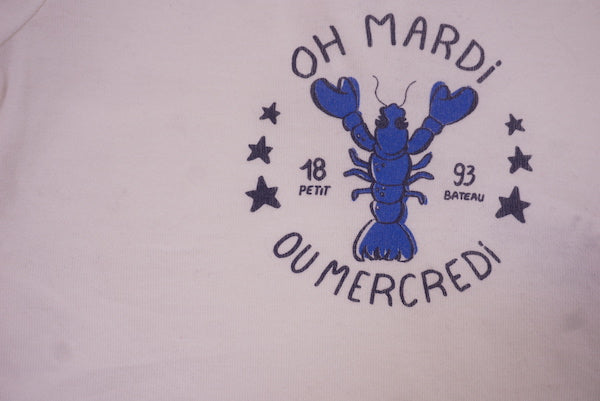 OH MARDi
18 93
PETIT BATEAU
OU MERCREDi